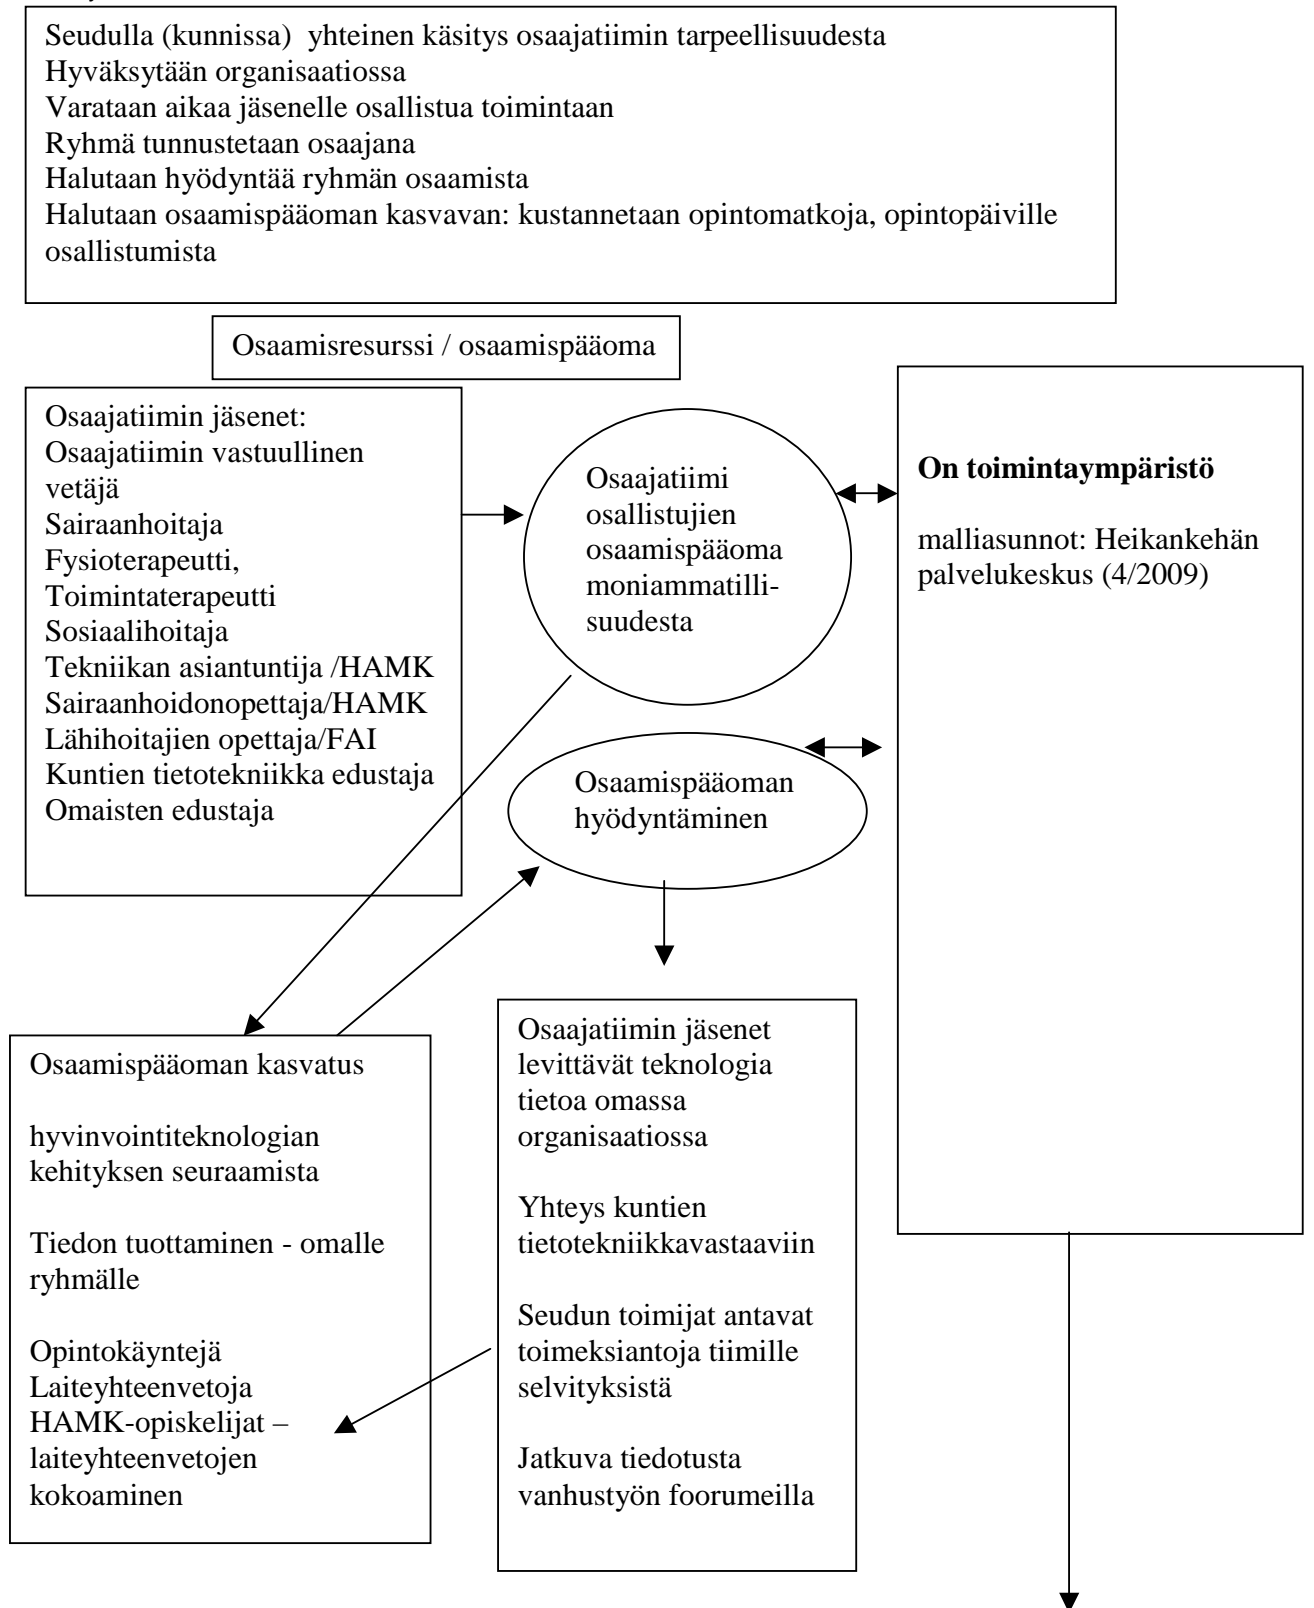 Seudulla (kunnissa)  yhteinen käsitys osaajatiimin tarpeellisuudesta
Hyväksytään organisaatiossa
Varataan aikaa jäsenelle osallistua toimintaan
Ryhmä tunnustetaan osaajana
Halutaan hyödyntää ryhmän osaamista
Halutaan osaamispääoman kasvavan: kustannetaan opintomatkoja, opintopäiville
osallistumista
Osaamisresurssi / osaamispääoma
Osaajatiimin jäsenet:
Osaajatiimin vastuullinen
vetäjä
Sairaanhoitaja
Fysioterapeutti,
Toimintaterapeutti
Sosiaalihoitaja
Tekniikan asiantuntija /HAMK
Sairaanhoidonopettaja/HAMK
Lähihoitajien opettaja/FAI
Kuntien tietotekniikka edustaja
Omaisten edustaja
Osaajatiimi
osallistujien
osaamispääoma
moniammatilli-
suudesta
On toimintaympäristö
malliasunnot: Heikankehän
palvelukeskus (4/2009)
Osaamispääoman
hyödyntäminen
Osaamispääoman kasvatus
hyvinvointiteknologian
kehityksen seuraamista
Tiedon tuottaminen - omalle
ryhmälle
Opintokäyntejä
Laiteyhteenvetoja
HAMK-opiskelijat –
laiteyhteenvetojen
kokoaminen
Osaajatiimin jäsenet
levittävät teknologia
tietoa omassa
organisaatiossa
Yhteys kuntien
tietotekniikkavastaaviin
Seudun toimijat antavat
toimeksiantoja tiimille
selvityksistä
Jatkuva tiedotusta
vanhustyön foorumeilla